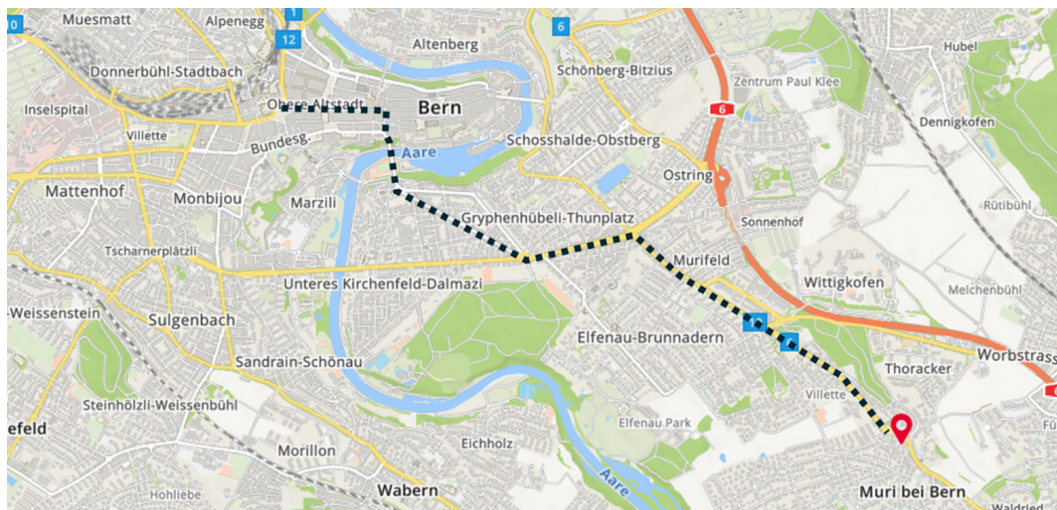 10
Muesmatt
Alpenegg
1
12
6
Altenberg
Hubel
Donnerbühl-Stadtbach
Schönberg-Bitzius
Zentrum Paul Klee
Inselspital
Obere Altstadt
Bern
6
Dennigkofen
Villette
Bundesg.
Aare
Schosshalde-Obstberg
Ostring
Mattenhof
Monbijou
Marzili
Gryphenhübeli-Thunplatz
Sonnenhof
Rütibühl
Tscharnerplätzli
Murifeld
Unteres Kirchenfeld-Dalmazi
Wittigkofen
Melchenbühl
-Weissenstein
Sulgenbach
Elfenau-Brunnadern
Sandrain-Schönau
Worbstrass
Thoracker
Steinhölzli-Weissenbühl
Villette
efeld
Elfenau Park
Eichholz
Morillon
Aare
Hohliebe
Wabern
Muri bei Bern
Waldried